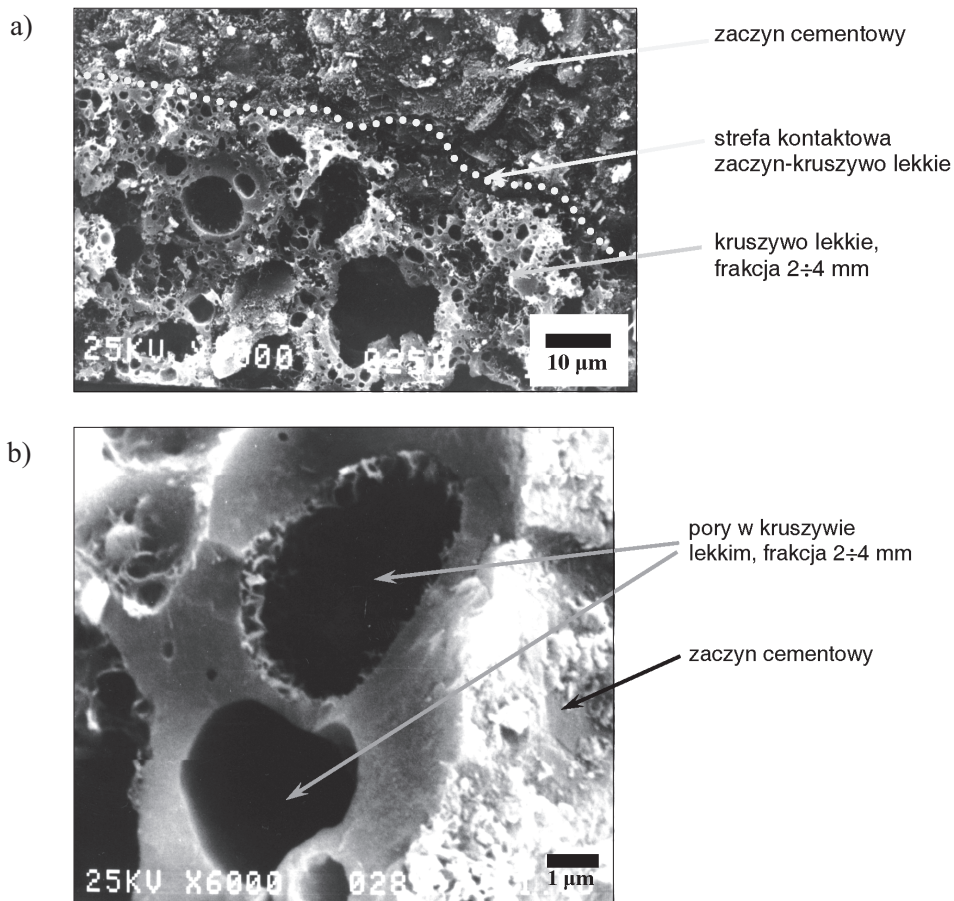 a)
zaczyn cementowy
strefa kontaktowa
zaczyn-kruszywo lekkie
kruszywo lekkie,
frakcja 2÷4 mm
25KV
10 µm
b)
pory w kruszywie
lekkim, frakcja 2÷4 mm
zaczyn cementowy
25KV X6000
1 µm